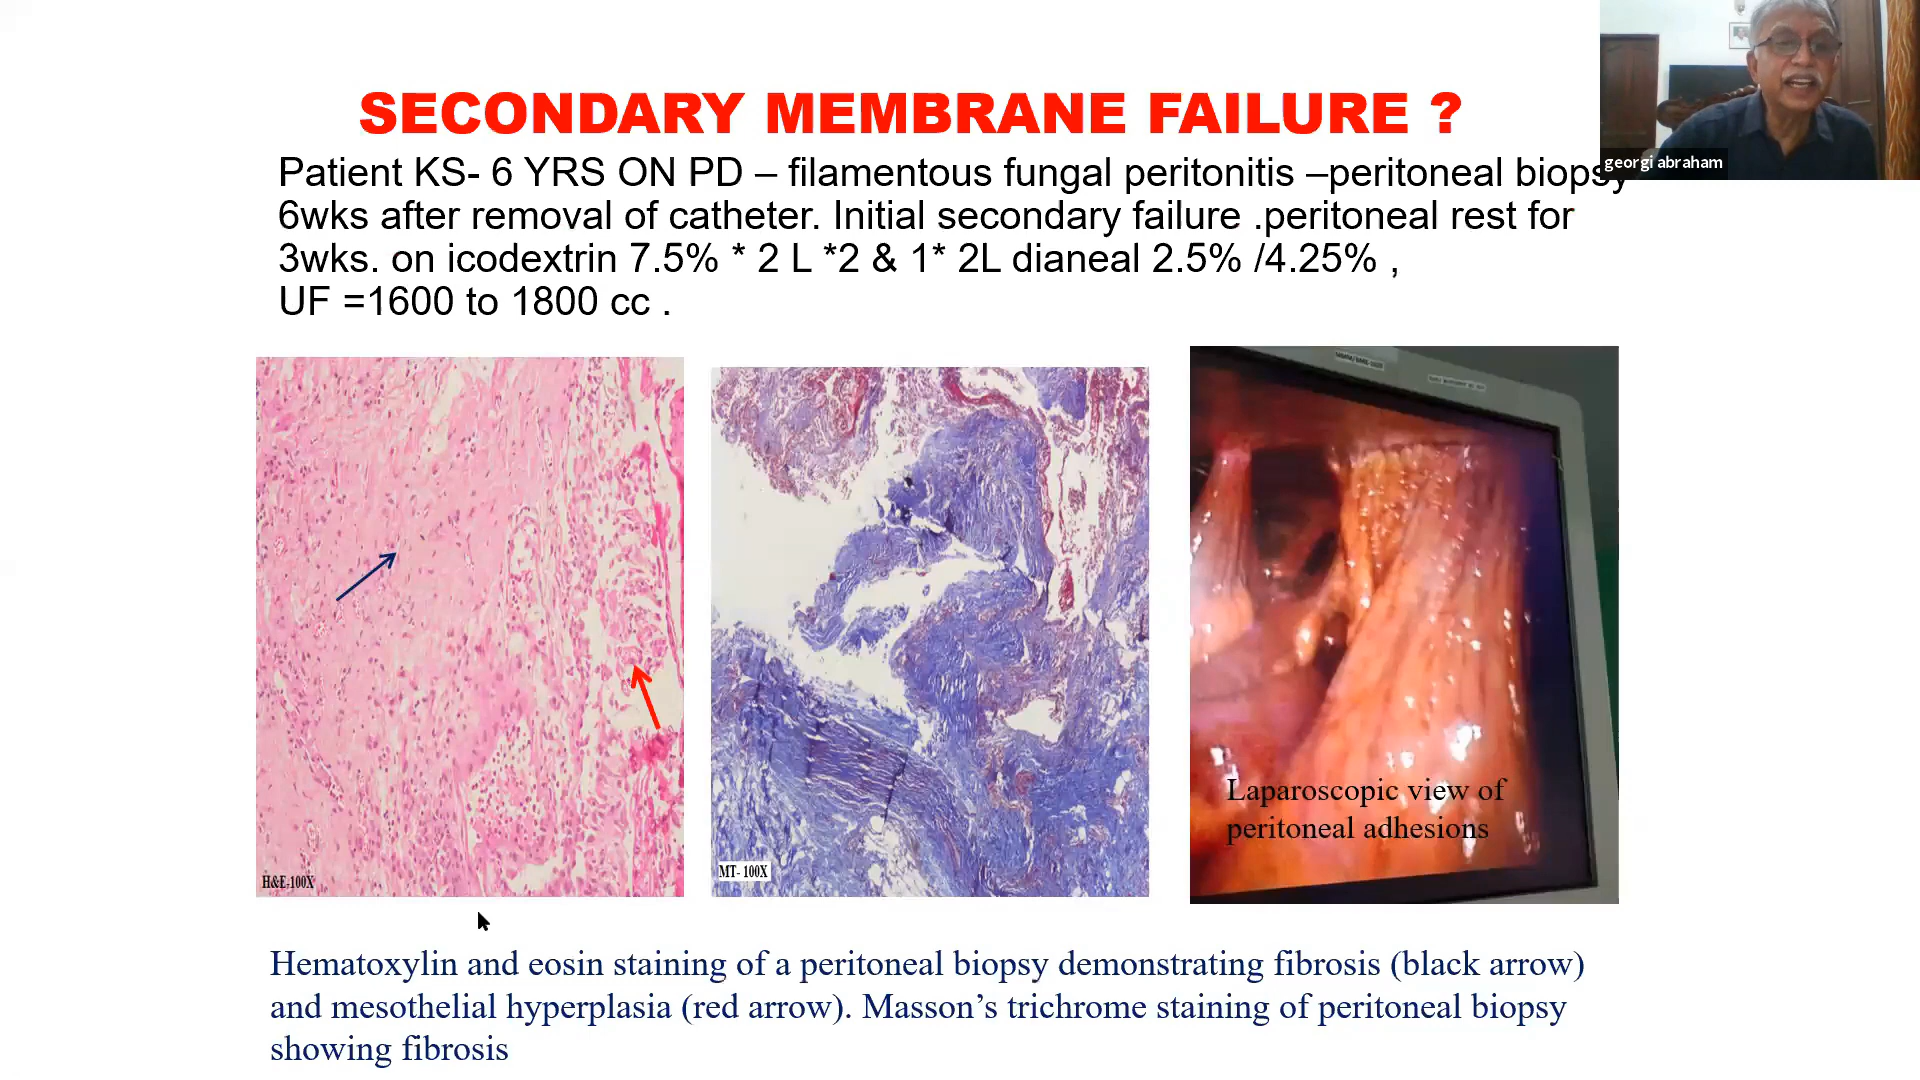 SECONDARY MEMBRANE FAILURE ?
georgi abraham
Patient KS- 6 YRS ON PD – filamentous fungal peritonitis –peritoneal biopsy
6wks after removal of catheter. Initial secondary failure .peritoneal rest for
3wks. on icodextrin 7.5% * 2 L *2 & 1* 2L dianeal 2.5% /4.25% ,
UF =1600 to 1800 cc .
H&E-100X
MT- 100X
Laparoscopic view of
peritoneal adhesions
Hematoxylin and eosin staining of a peritoneal biopsy demonstrating fibrosis (black arrow)
and mesothelial hyperplasia (red arrow). Masson’s trichrome staining of peritoneal biopsy
showing fibrosis